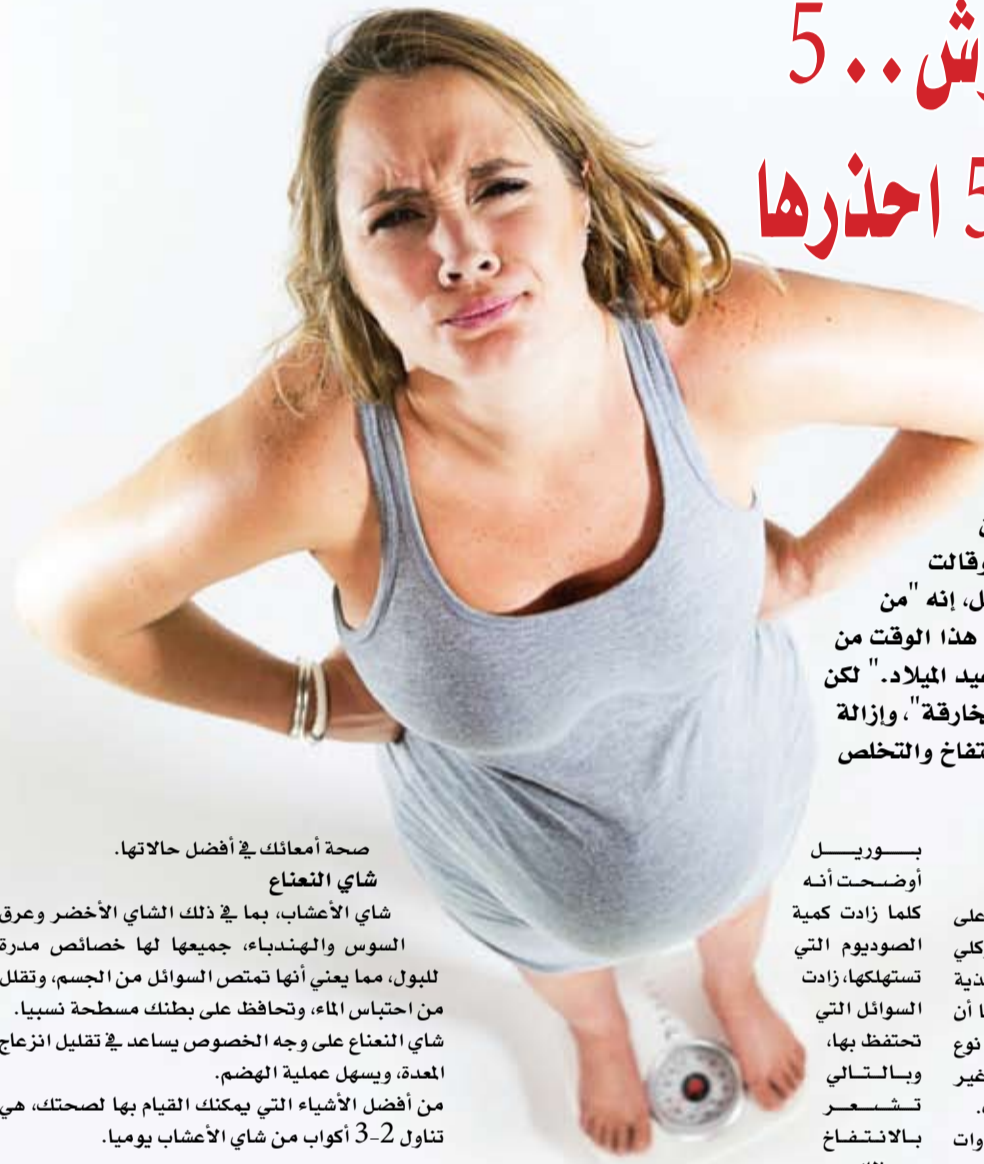 5 ..
5 احذرها
وقالت
إنه "من
هذا الوقت من
الميلاد." لكن
وإزالة
والتخلص
بوريل
أوضحت أنه
كلما زادت كمية
الصوديوم التي
تستهلكها، زادت
السوائل التي
تحتفظ بها،
وبالتالي
تشعر
بالانتفاخ
على
أن
نوع
غير
صحة أمعائك في أفضل حالاتها.
شاي النعناع
شاي الأعشاب، بما في ذلك الشاي الأخضر وعرق
السوس والهندباء، جميعها لها خصائص مدرة
للبول، مما يعني أنها تمتص السوائل من الجسم، وتقلل
من احتباس الماء، وتحافظ على بطنك مسطحة نسبيا.
شاي النعناع على وجه الخصوص يساعد في تقليل انزعاج
المعدة، ويسهل عملية الهضم.
من أفضل الأشياء التي يمكنك القيام بها لصحتك، هي
تناول 2-3 أكواب من شاي الأعشاب يوميا.